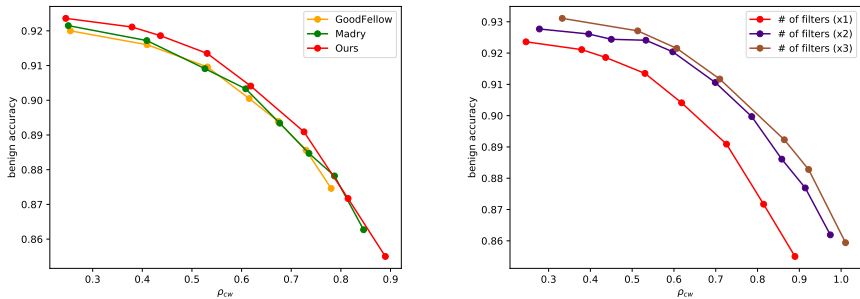 0.92
0.91
0.90
0.89
0.88
0.87
0.86
benign accuracy
0.3 0.4 0.5 0.6 0.7 0.8 0.9
ρcw
GoodFellow
Madry
Ours
0.93
0.92
0.91
0.90
0.89
0.88
0.87
0.86
benign accuracy
0.3 0.4 0.5 0.6 0.7 0.8 0.9 1.0
ρcw
# of filters (x1)
# of filters (x2)
# of filters (x3)